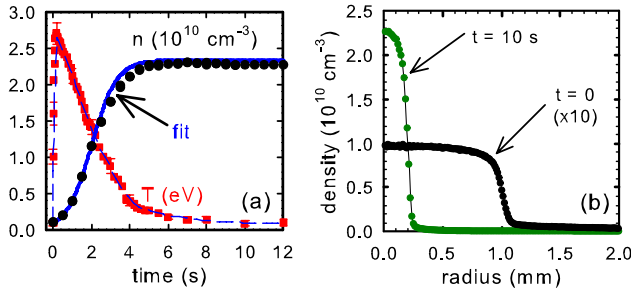 n (10¹⁰ cm⁻³)
fit
T (eV)
(a)
3.0
2.5
2.0
1.5
1.0
0.5
0.0
0 2 4 6 8 10 12
time (s)
density (10¹⁰ cm⁻³)
2.5
2.0
1.5
1.0
0.5
0.0
t = 10 s
t = 0
(x10)
(b)
0.0 0.5 1.0 1.5 2.0
radius (mm)